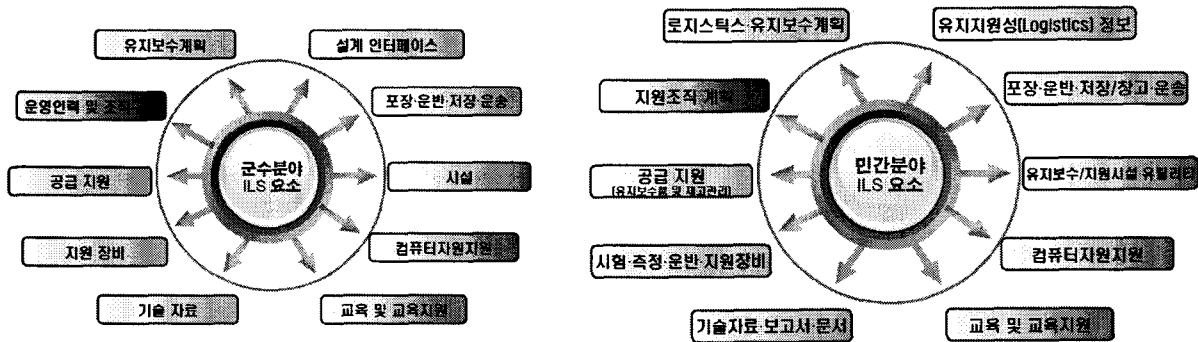 유지보수계획
설계 인터페이스
운영인력 및 조직
포장·운반·저장·운송
공급 지원
군수분야
ILS 요소
시설
지원 장비
컴퓨터자원지원
기술 자료
교육 및 교육지원
로지스틱스·유지보수계획
유지지원성(Logistics) 정보
지원조직 계획
포장·운반·저장/창고·운송
공급 지원
(유지보수품 및 재고관리)
민간분야
ILS 요소
유지보수/지원시설 유틸리티
시험·측정·운반·지원장비
컴퓨터자원지원
기술자료·보고서·문서
교육 및 교육지원